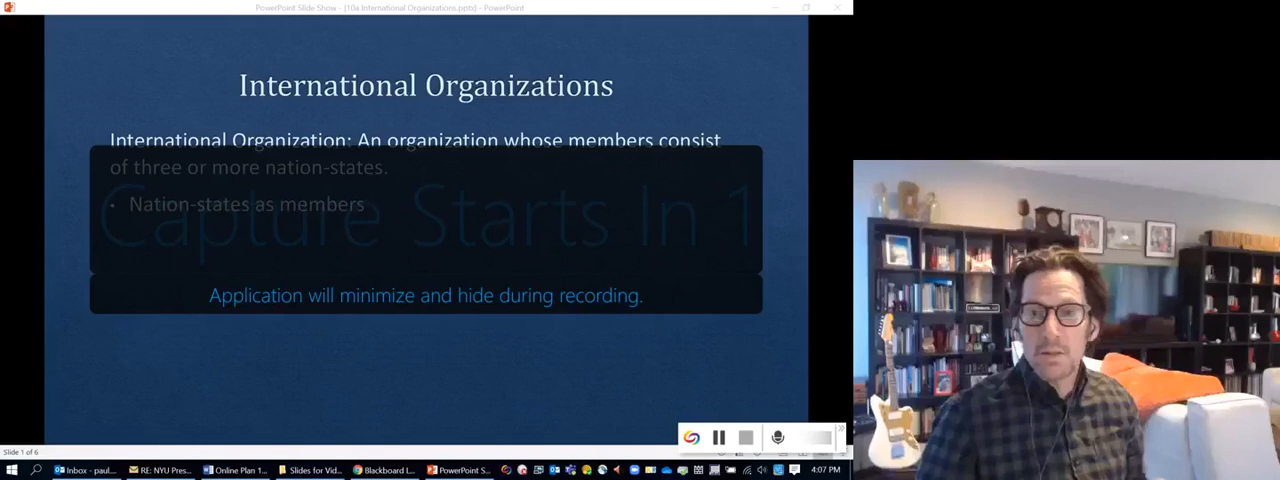 PowerPoint Slide Show - [10a International Organizations.pptx] - PowerPoint
International Organizations
International Organization: An organization whose members consist
of three or more nation-states.
• Nation-states as members
Capture Starts In 1
Application will minimize and hide during recording.
Slide 1 of 6
Inbox - paul...
RE: NYU Pres...
Online Plan 1...
Slides for Vid...
Blackboard L...
PowerPoint S...
4:07 PM